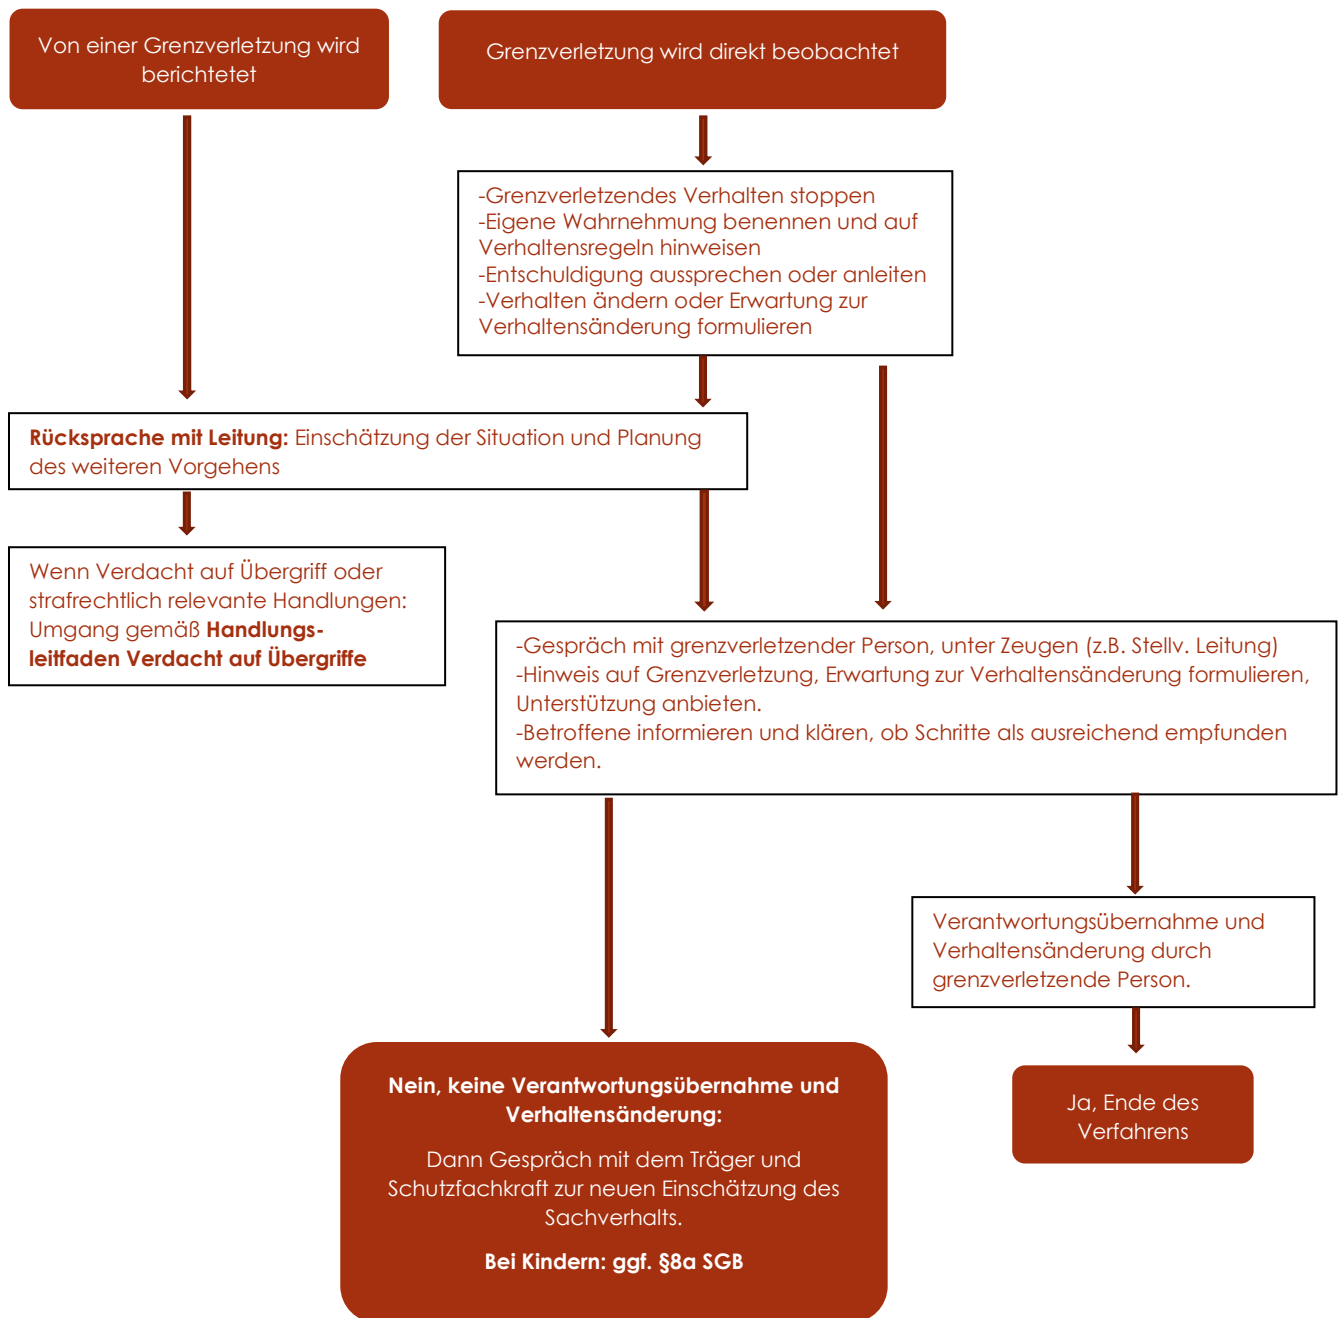 Von einer Grenzverletzung wird
berichtetet
Grenzverletzung wird direkt beobachtet
-Grenzverletzendes Verhalten stoppen
-Eigene Wahrnehmung benennen und auf
Verhaltensregeln hinweisen
-Entschuldigung aussprechen oder anleiten
-Verhalten ändern oder Erwartung zur
Verhaltensänderung formulieren
Rücksprache mit Leitung: Einschätzung der Situation und Planung
des weiteren Vorgehens
Wenn Verdacht auf Übergriff oder
strafrechtlich relevante Handlungen:
Umgang gemäß Handlungs-
leitfaden Verdacht auf Übergriffe
-Gespräch mit grenzverletzender Person, unter Zeugen (z.B. Stellv. Leitung)
-Hinweis auf Grenzverletzung, Erwartung zur Verhaltensänderung formulieren,
Unterstützung anbieten.
-Betroffene informieren und klären, ob Schritte als ausreichend empfunden
werden.
Verantwortungsübernahme und
Verhaltensänderung durch
grenzverletzende Person.
Nein, keine Verantwortungsübernahme und
Verhaltensänderung:
Dann Gespräch mit dem Träger und
Schutzfachkraft zur neuen Einschätzung des
Sachverhalts.
Bei Kindern: ggf. §8a SGB
Ja, Ende des
Verfahrens